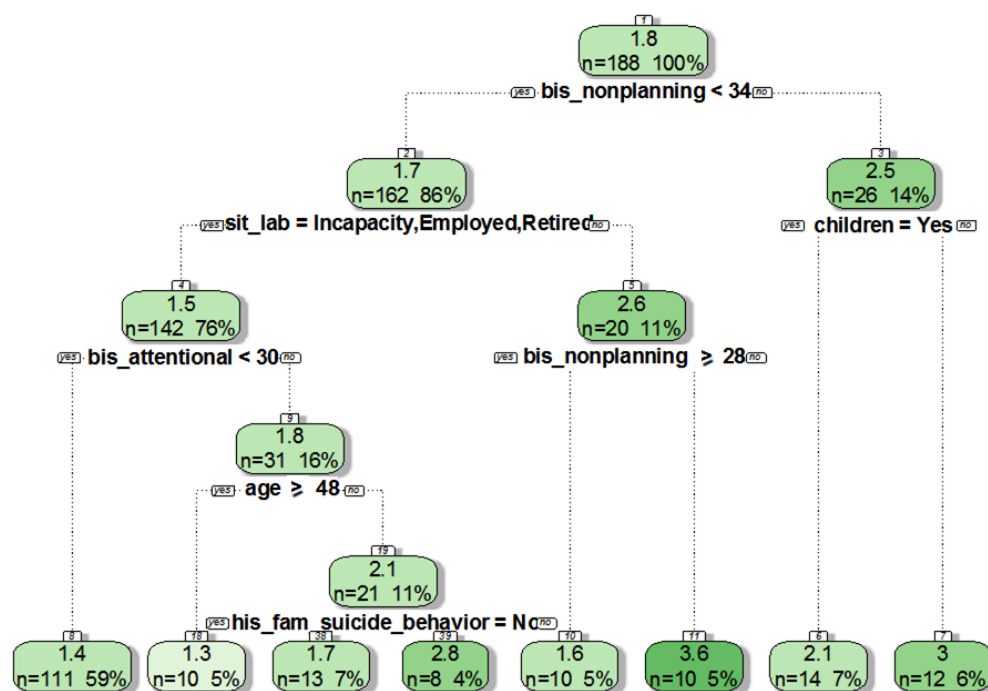 1
1.8
n=188 100%
yes bis_nonplanning < 34 no
2
1.7
n=162 86%
3
2.5
n=26 14%
yes sit_lab = Incapacity,Employed,Retired no
yes children = Yes no
4
1.5
n=142 76%
5
2.6
n=20 11%
yes bis_attentional < 30 no
yes bis_nonplanning ≥ 28 no
9
1.8
n=31 16%
yes age ≥ 48 no
19
2.1
n=21 11%
yes his_fam_suicide_behavior = No no
8
1.4
n=111 59%
18
1.3
n=10 5%
38
1.7
n=13 7%
39
2.8
n=8 4%
10
1.6
n=10 5%
11
3.6
n=10 5%
6
2.1
n=14 7%
7
3
n=12 6%